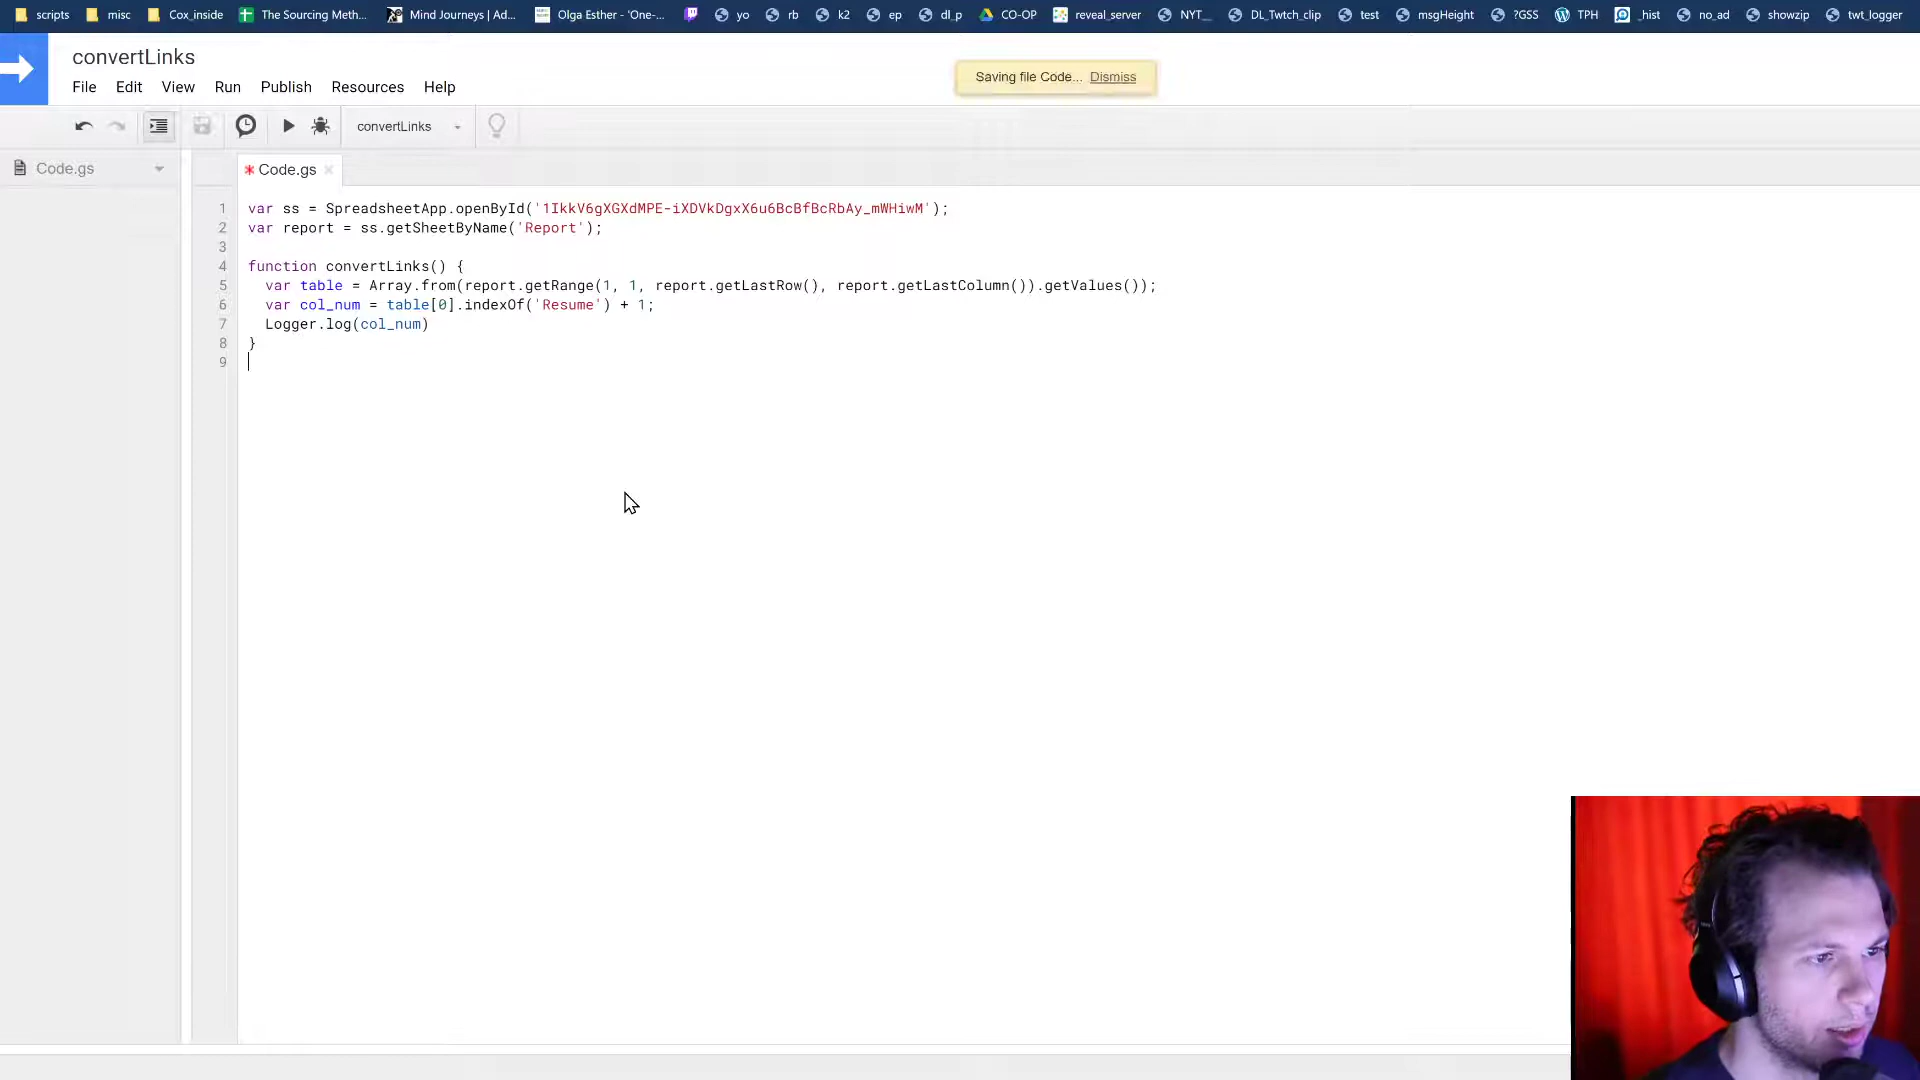 scripts misc Cox_inside The Sourcing Meth... Mind Journeys | Ad... Olga Esther - 'One-... yo rb k2 ep dl_p CO-OP reveal_server NYT__ DL_Twtch_clip test msgHeight ?GSS TPH _hist no_ad showzip twt_logger
convertLinks
Saving file Code... Dismiss
File Edit View Run Publish Resources Help
convertLinks
Code.gs
* Code.gs ×
1 var ss = SpreadsheetApp.openById('1IkkV6gXGXdMPE-iXDVkDgxX6u6BcBfBcRbAy_mWHiwM');
2 var report = ss.getSheetByName('Report');
3
4 function convertLinks() {
5 var table = Array.from(report.getRange(1, 1, report.getLastRow(), report.getLastColumn()).getValues());
6 var col_num = table[0].indexOf('Resume') + 1;
7 Logger.log(col_num)
8 }
9